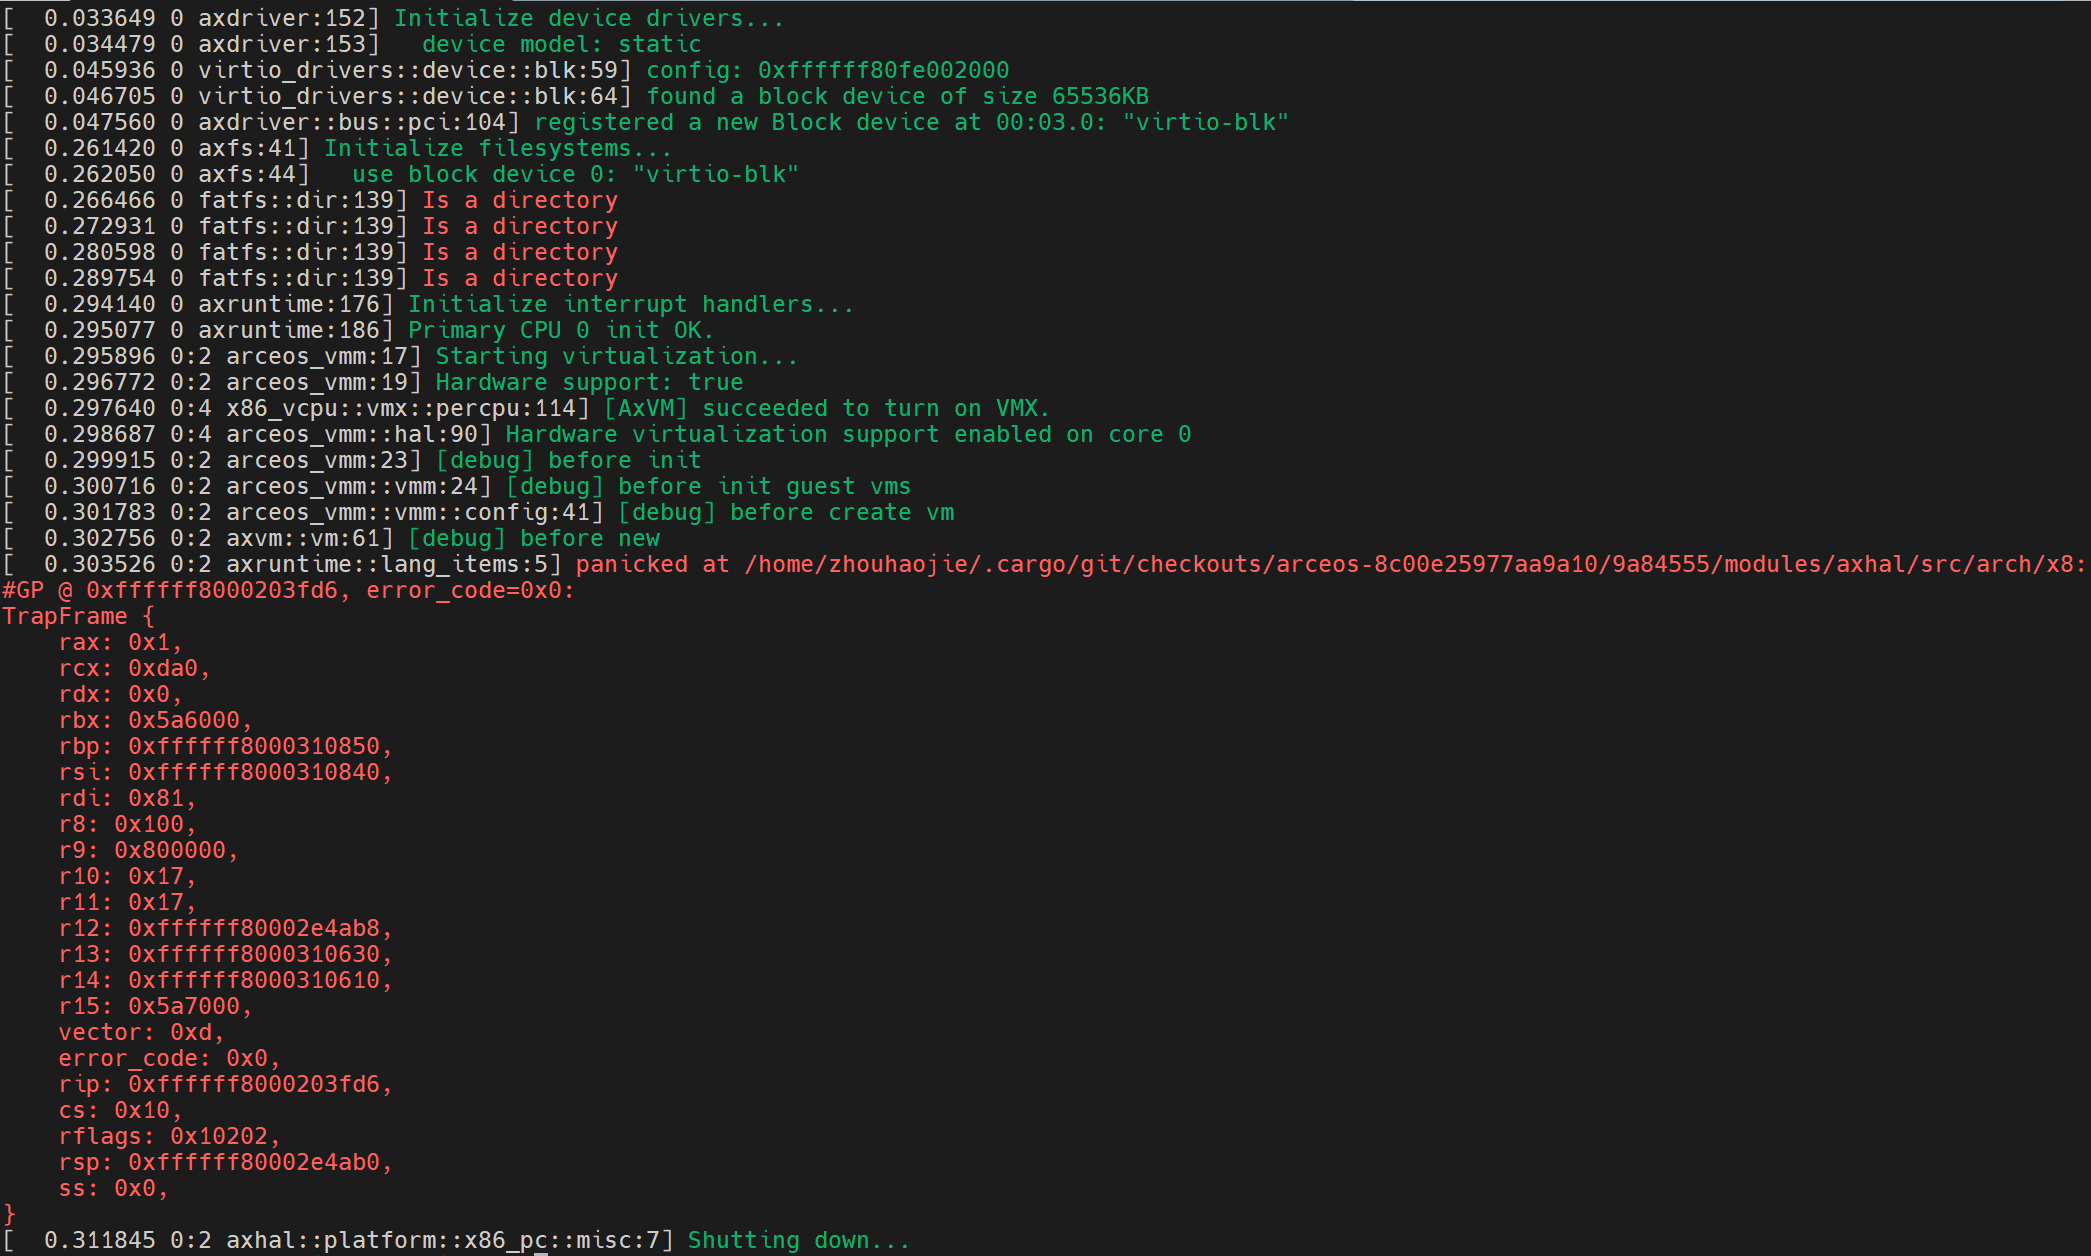 [    0.033649 0 axdriver:152] Initialize device drivers...
[    0.034479 0 axdriver:153]   device model: static
[    0.045936 0 virtio_drivers::device::blk:59] config: 0xffffff80fe002000
[    0.046705 0 virtio_drivers::device::blk:64] found a block device of size 65536KB
[    0.047560 0 axdriver::bus::pci:104] registered a new Block device at 00:03.0: "virtio-blk"
[    0.261420 0 axfs:41] Initialize filesystems...
[    0.262050 0 axfs:44]   use block device 0: "virtio-blk"
[    0.266466 0 fatfs::dir:139] Is a directory
[    0.272931 0 fatfs::dir:139] Is a directory
[    0.280598 0 fatfs::dir:139] Is a directory
[    0.289754 0 fatfs::dir:139] Is a directory
[    0.294140 0 axruntime:176] Initialize interrupt handlers...
[    0.295077 0 axruntime:186] Primary CPU 0 init OK.
[    0.295896 0:2 arceos_vmm:17] Starting virtualization...
[    0.296772 0:2 arceos_vmm:19] Hardware support: true
[    0.297640 0:4 x86_vcpu::vmx::percpu:114] [AxVM] succeeded to turn on VMX.
[    0.298687 0:4 arceos_vmm::hal:90] Hardware virtualization support enabled on core 0
[    0.299915 0:2 arceos_vmm:23] [debug] before init
[    0.300716 0:2 arceos_vmm::vmm:24] [debug] before init guest vms
[    0.301783 0:2 arceos_vmm::vmm::config:41] [debug] before create vm
[    0.302756 0:2 axvm::vm:61] [debug] before new
[    0.303526 0:2 axruntime::lang_items:5] panicked at /home/zhouhaojie/.cargo/git/checkouts/arceos-8c00e25977aa9a10/9a84555/modules/axhal/src/arch/x8:
#GP @ 0xffffff8000203fd6, error_code=0x0:
TrapFrame {
    rax: 0x1,
    rcx: 0xda0,
    rdx: 0x0,
    rbx: 0x5a6000,
    rbp: 0xffffff8000310850,
    rsi: 0xffffff8000310840,
    rdi: 0x81,
    r8: 0x100,
    r9: 0x800000,
    r10: 0x17,
    r11: 0x17,
    r12: 0xffffff80002e4ab8,
    r13: 0xffffff8000310630,
    r14: 0xffffff8000310610,
    r15: 0x5a7000,
    vector: 0xd,
    error_code: 0x0,
    rip: 0xffffff8000203fd6,
    cs: 0x10,
    rflags: 0x10202,
    rsp: 0xffffff80002e4ab0,
    ss: 0x0,
}
[    0.311845 0:2 axhal::platform::x86_pc::misc:7] Shutting down...